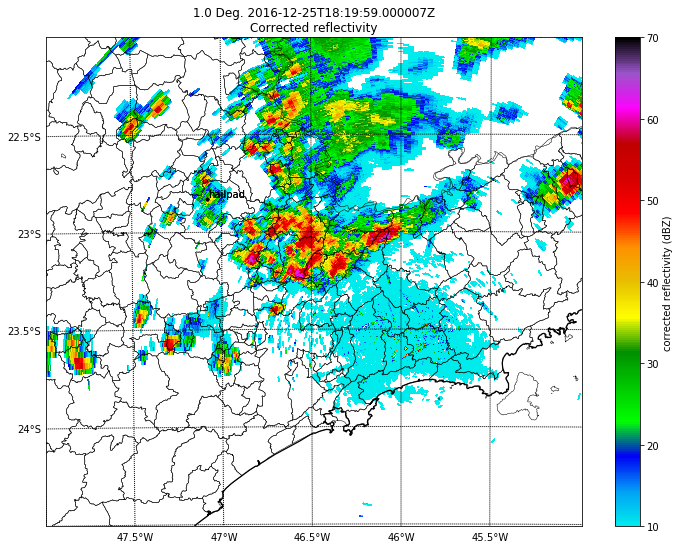 1.0 Deg. 2016-12-25T18:19:59.000007Z
Corrected reflectivity
22.5°S
23°S
23.5°S
24°S
47.5°W
47°W
46.5°W
46°W
45.5°W
hailpad
70
60
50
40
30
20
10
corrected reflectivity (dBZ)